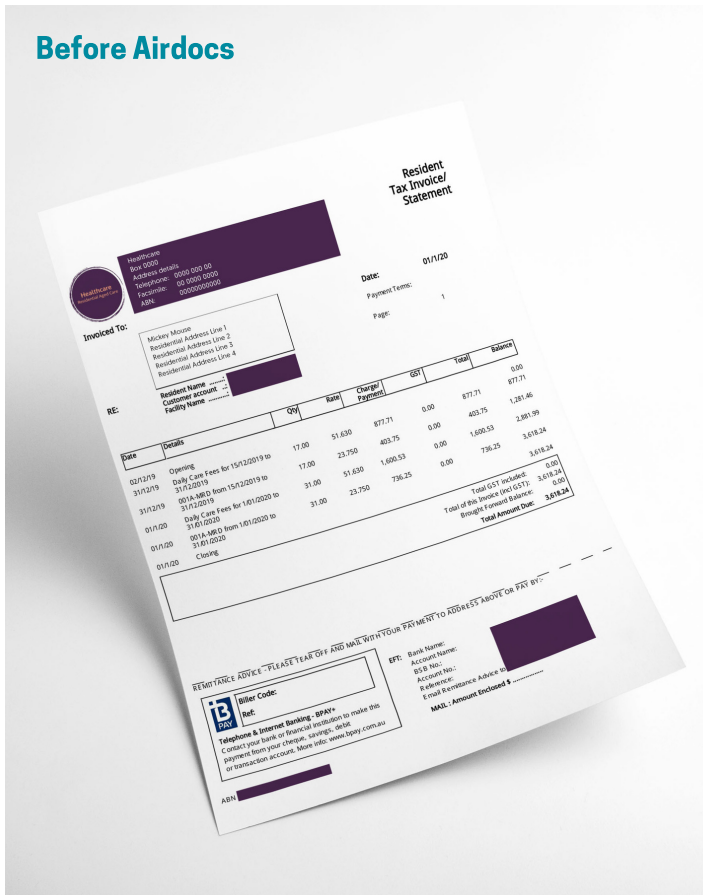 Before Airdocs
Resident
Tax Invoice/
Statement
Healthcare
Residential Aged Care
Healthcare
Box 0000
Address details
Telephone: 0000 000 00
Facsimile: 00 0000 0000
ABN: 00000000000
Date: 01/1/20
Payment Terms:
Page: 1
Invoiced To:
Mickey Mouse
Residential Address Line 1
Residential Address Line 2
Residential Address Line 3
Residential Address Line 4
RE:
Resident Name ........:
Customer account ..:
Facility Name ...........:
Date Details Qty Rate Charge/ Payment GST Total Balance
02/12/19 Opening 0.00
31/12/19 Daily Care Fees for 15/12/2019 to 17.00 51.630 877.71 0.00 877.71 877.71
31/12/2019
31/12/19 001A-MRD from 15/12/2019 to 17.00 23.750 403.75 0.00 403.75 1,281.46
31/12/2019
01/1/20 Daily Care Fees for 1/01/2020 to 31.00 51.630 1,600.53 0.00 1,600.53 2,881.99
31/01/2020
01/1/20 001A-MRD from 1/01/2020 to 31.00 23.750 736.25 0.00 736.25 3,618.24
31/01/2020
01/1/20 Closing 3,618.24
Total GST included: 0.00
Total of this Invoice (incl GST): 3,618.24
Brought Forward Balance: 0.00
Total Amount Due: 3,618.24
REMITTANCE ADVICE - PLEASE TEAR OFF AND MAIL WITH YOUR PAYMENT TO ADDRESS ABOVE OR PAY BY:-
B
PAY
Biller Code:
Ref:
Telephone & Internet Banking - BPAY+
Contact your bank or financial institution to make this
payment from your cheque, savings, debit
or transaction account. More info: www.bpay.com.au
EFT: Bank Name:
Account Name:
BSB No.:
Account No.:
Reference:
Email Remittance Advice to
MAIL : Amount Enclosed $ ................
ABN